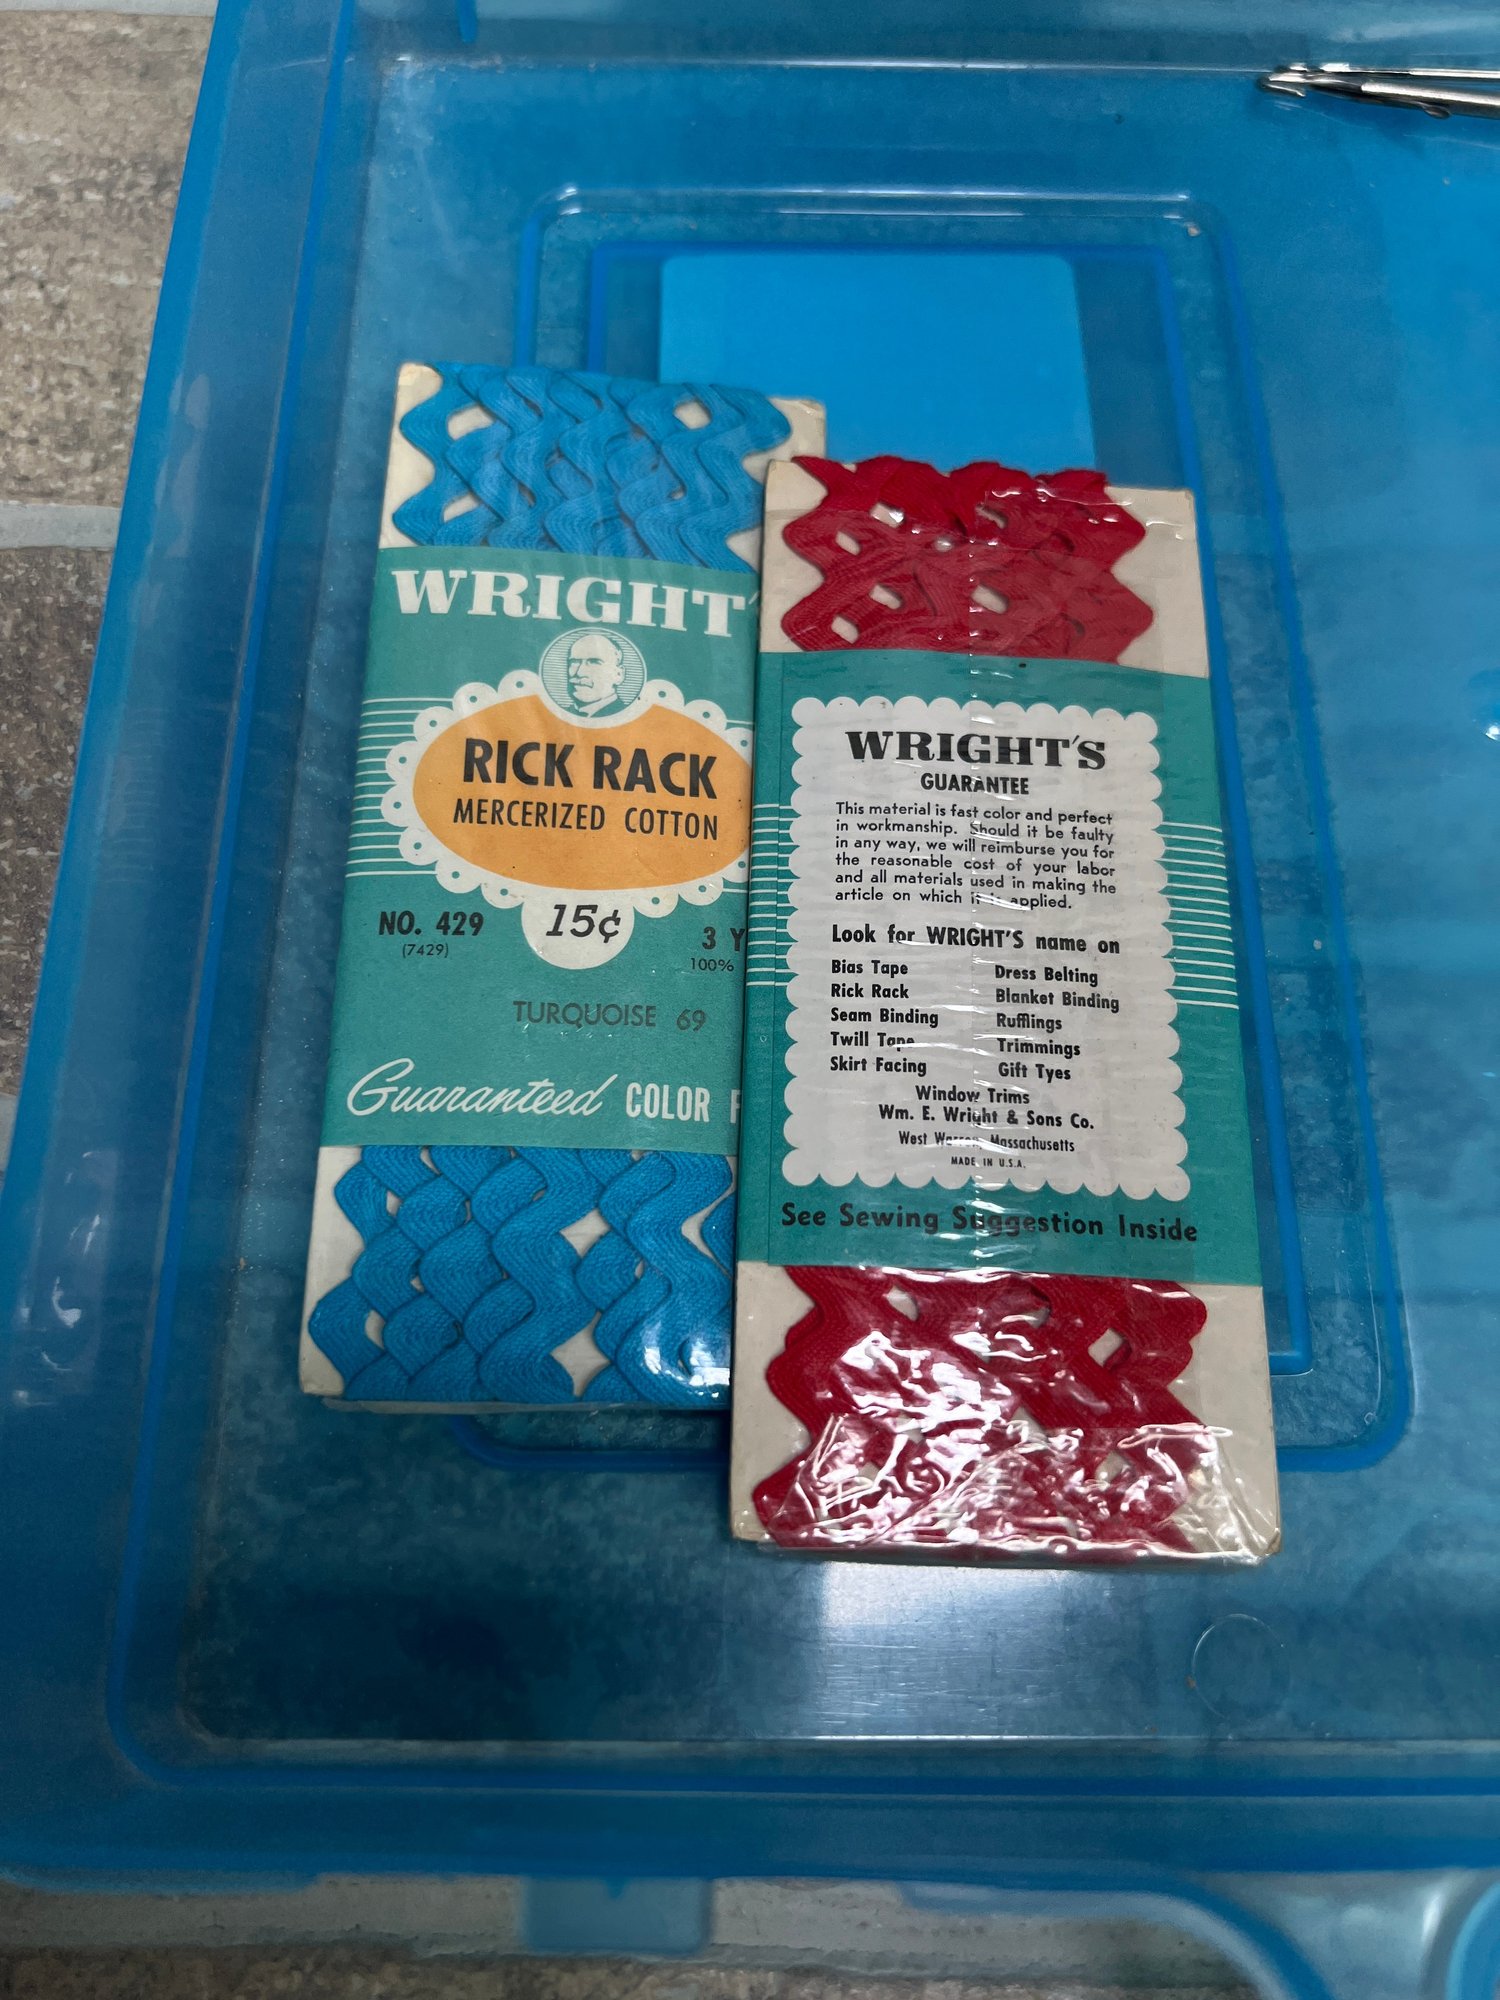 WRIGHT'
RICK RACK
MERCERIZED COTTON
NO. 429
(7429)
15¢
3 Y
100%
TURQUOISE 69
Guaranteed COLOR F
WRIGHT'S
GUARANTEE
This material is fast color and perfect
in workmanship. Should it be faulty
in any way, we will reimburse you for
the reasonable cost of your labor
and all materials used in making the
article on which it is applied.
Look for WRIGHT'S name on
Bias Tape
Rick Rack
Seam Binding
Twill Tape
Skirt Facing
Dress Belting
Blanket Binding
Rufflings
Trimmings
Gift Tyes
Window Trims
Wm. E. Wright & Sons Co.
West Warren, Massachusetts
MADE IN U.S.A.
See Sewing Suggestion Inside